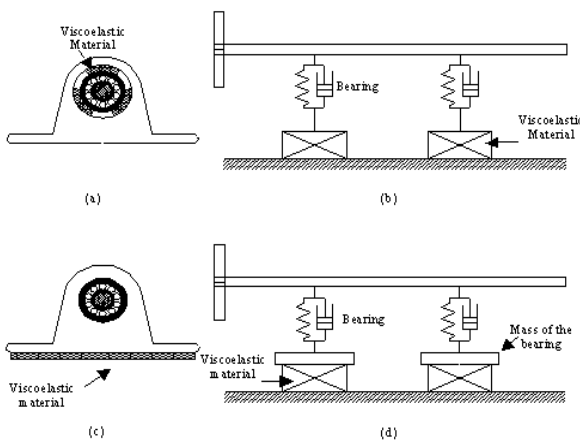 Viscoelastic
Material
Bearing
Viscoelastic
Material
(a)
(b)
Bearing
Mass of the
bearing
Viscoelastic
material
Viscoelastic
material
(c)
(d)